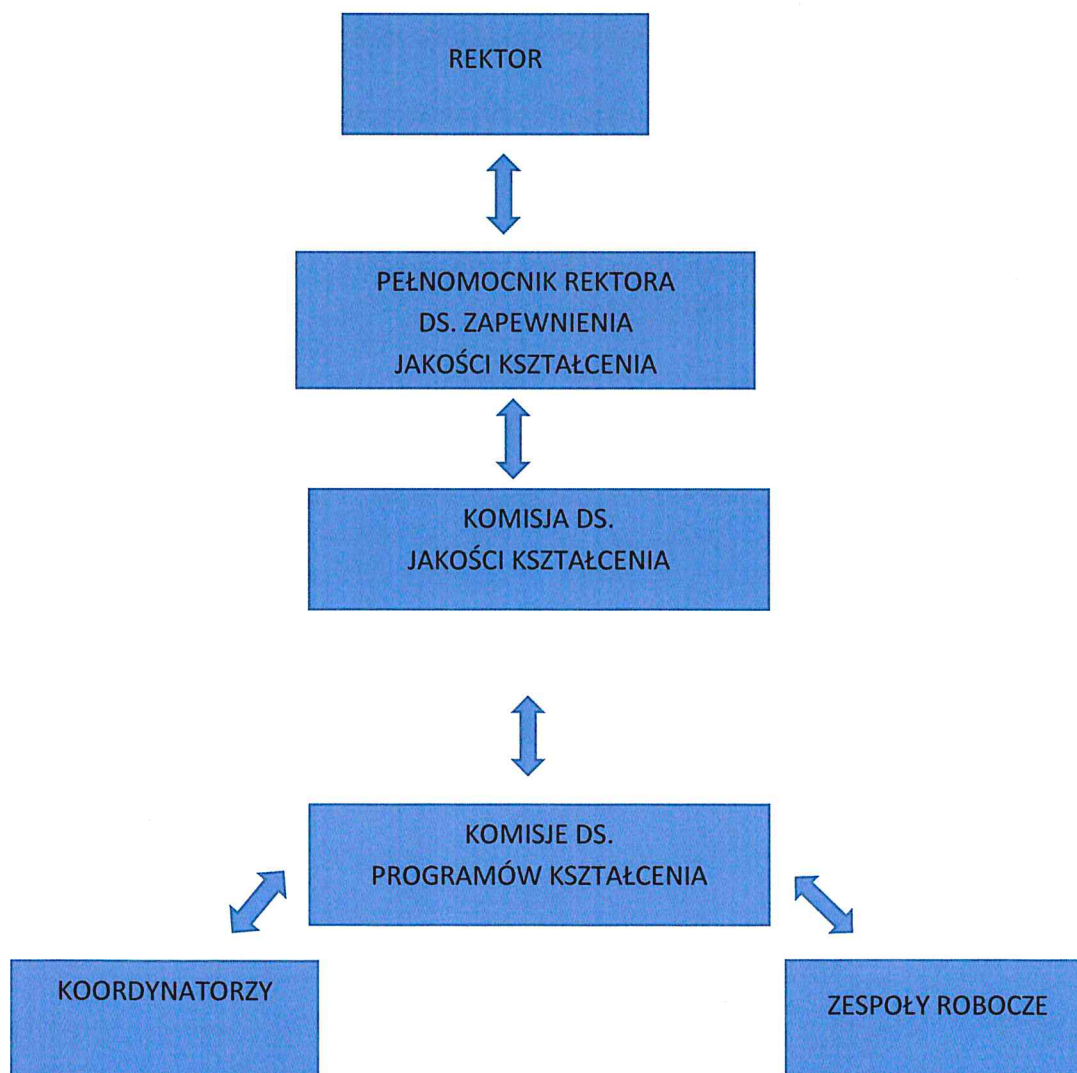 REKTOR
PEŁNOMOCNIK REKTORA
DS. ZAPEWNIENIA
JAKOŚCI KSZTAŁCENIA
KOMISJA DS.
JAKOŚCI KSZTAŁCENIA
KOMISJE DS.
PROGRAMÓW KSZTAŁCENIA
KOORDYNATORZY
ZESPOŁY ROBOCZE